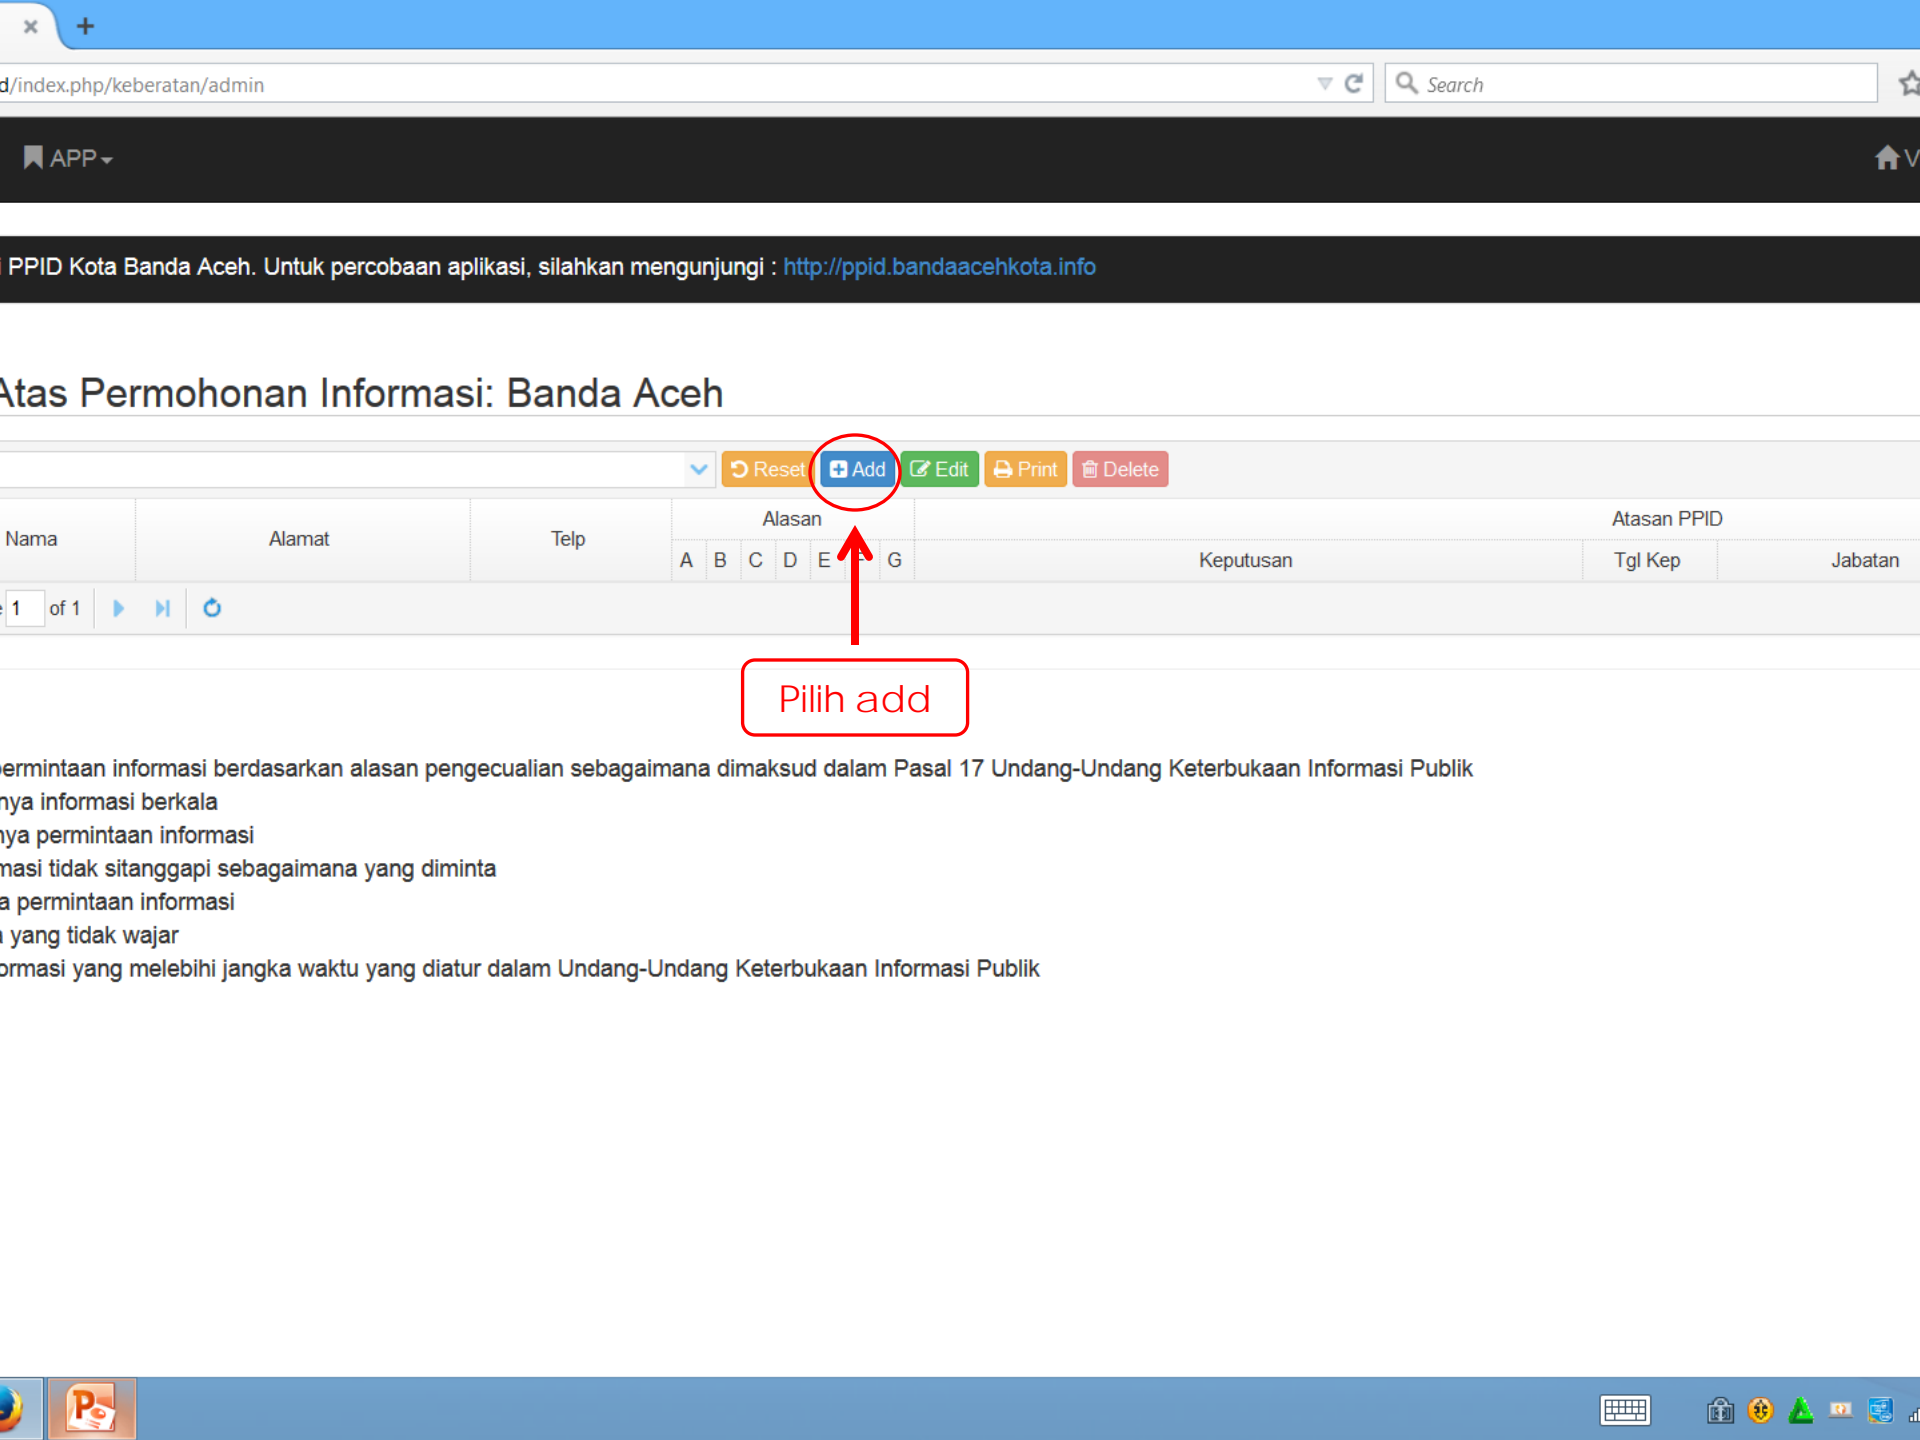 /index.php/keberatan/admin
Search
APP
PPID Kota Banda Aceh. Untuk percobaan aplikasi, silahkan mengunjungi : http://ppid.bandaacehkota.info
Atas Permohonan Informasi: Banda Aceh
Reset Add Edit Print Delete
Nama Alamat Telp Alasan Atasan PPID
A B C D E G Keputusan Tgl Kep Jabatan
1 of 1
Pilih add
permintaan informasi berdasarkan alasan pengecualian sebagaimana dimaksud dalam Pasal 17 Undang-Undang Keterbukaan Informasi Publik
nya informasi berkala
nya permintaan informasi
masi tidak sitanggapi sebagaimana yang diminta
a permintaan informasi
yang tidak wajar
ormasi yang melebihi jangka waktu yang diatur dalam Undang-Undang Keterbukaan Informasi Publik